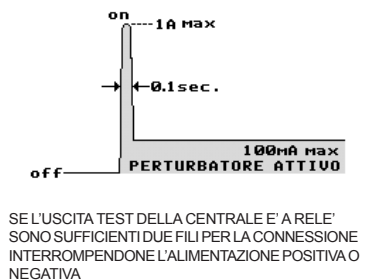 on
1A max
0.1sec.
100mA max
off
PERTURBATORE ATTIVO
SE L'USCITA TEST DELLA CENTRALE E' A RELE'
SONO SUFFICIENTI DUE FILI PER LA CONNESSIONE
INTERROMPENDONE L'ALIMENTAZIONE POSITIVA O
NEGATIVA